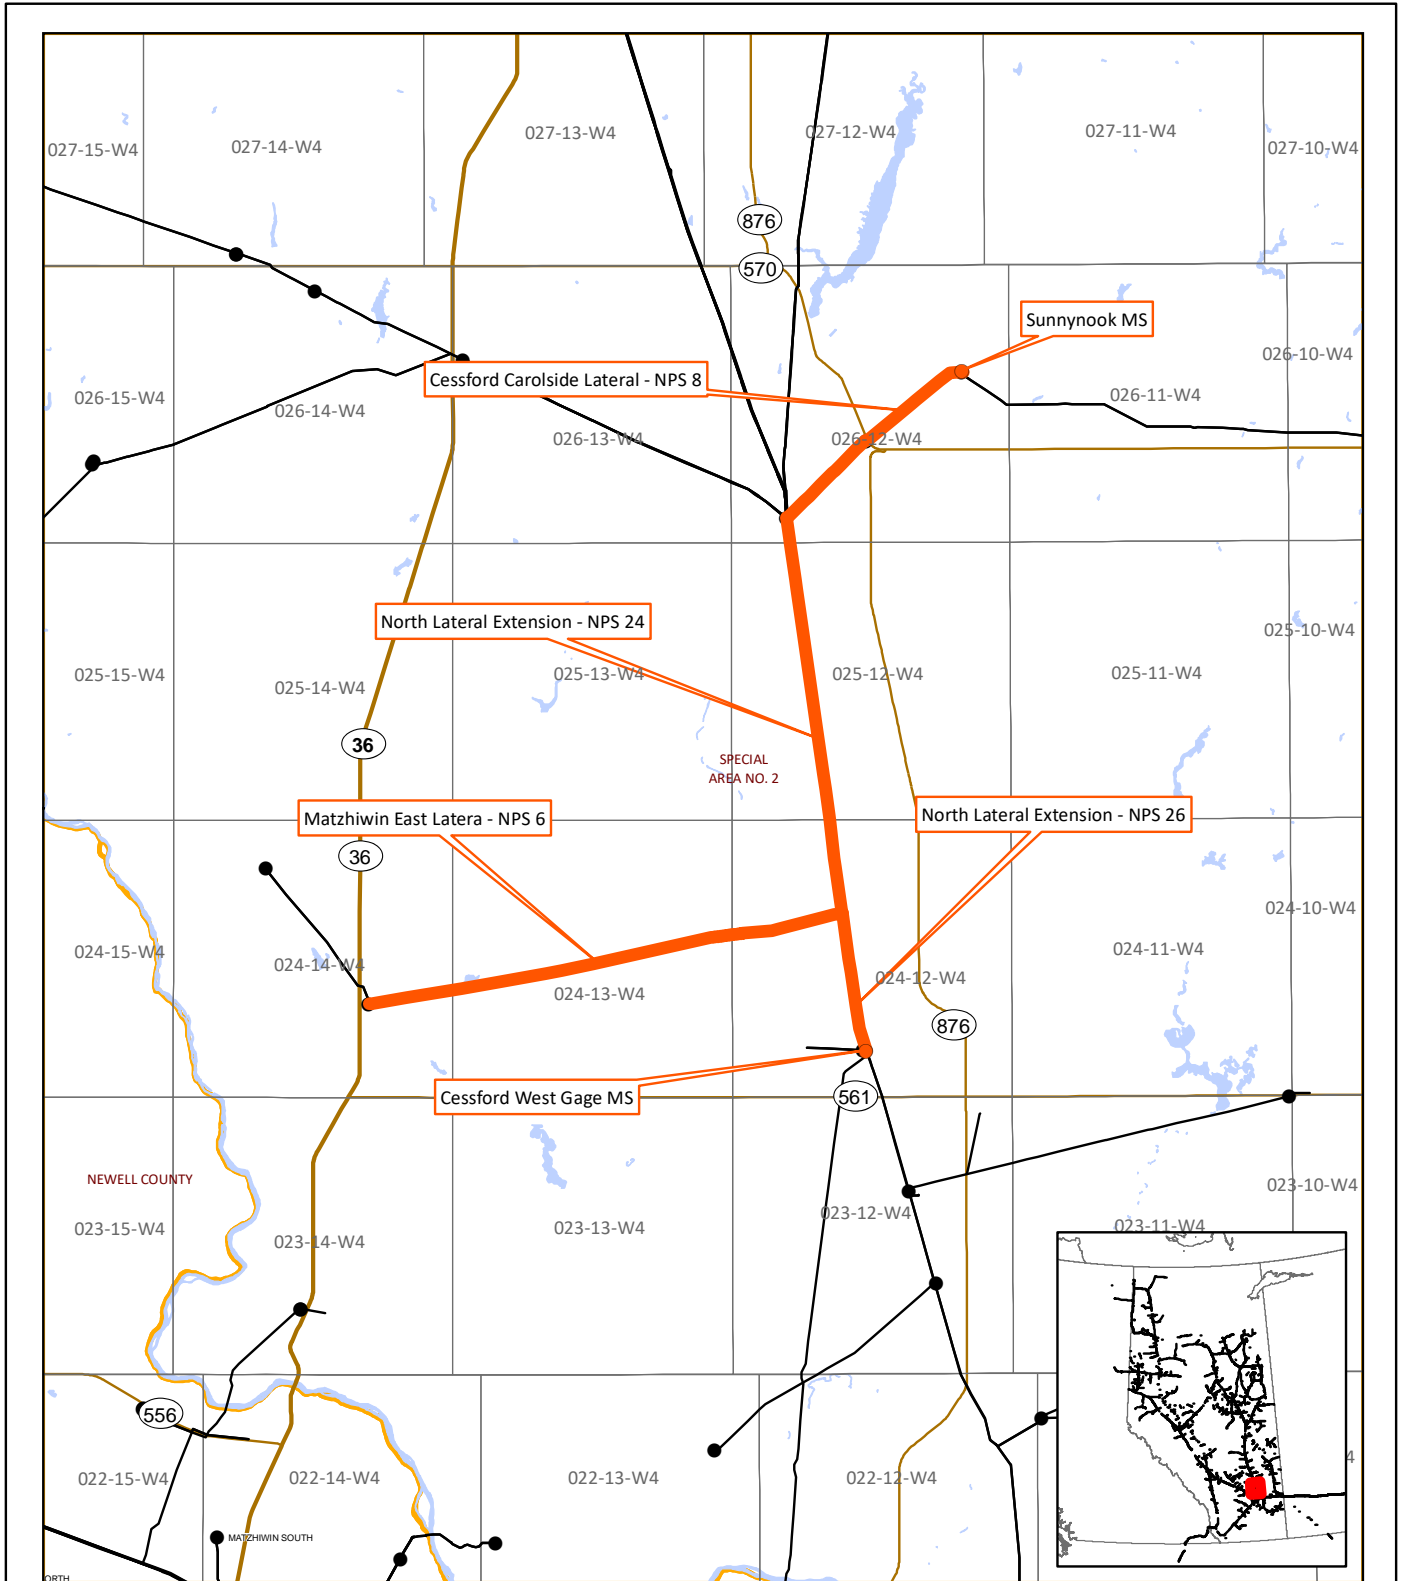 027-15-W4
027-14-W4
027-13-W4
027-12-W4
027-11-W4
027-10-W4
876
570
Sunnynook MS
026-10-W4
Cessford Carolside Lateral - NPS 8
026-15-W4
026-14-W4
026-13-W4
026-12-W4
026-11-W4
North Lateral Extension - NPS 24
025-10-W4
025-15-W4
025-14-W4
025-13-W4
025-12-W4
025-11-W4
36
SPECIAL
AREA NO. 2
Matzhiwin East Latera - NPS 6
North Lateral Extension - NPS 26
36
024-10-W4
024-15-W4
024-14-W4
024-13-W4
024-12-W4
024-11-W4
876
Cessford West Gage MS
561
NEWELL COUNTY
023-10-W4
023-15-W4
023-14-W4
023-13-W4
023-12-W4
023-11-W4
556
022-15-W4
022-14-W4
022-13-W4
022-12-W4
4
MATZHIWIN SOUTH
ORTH